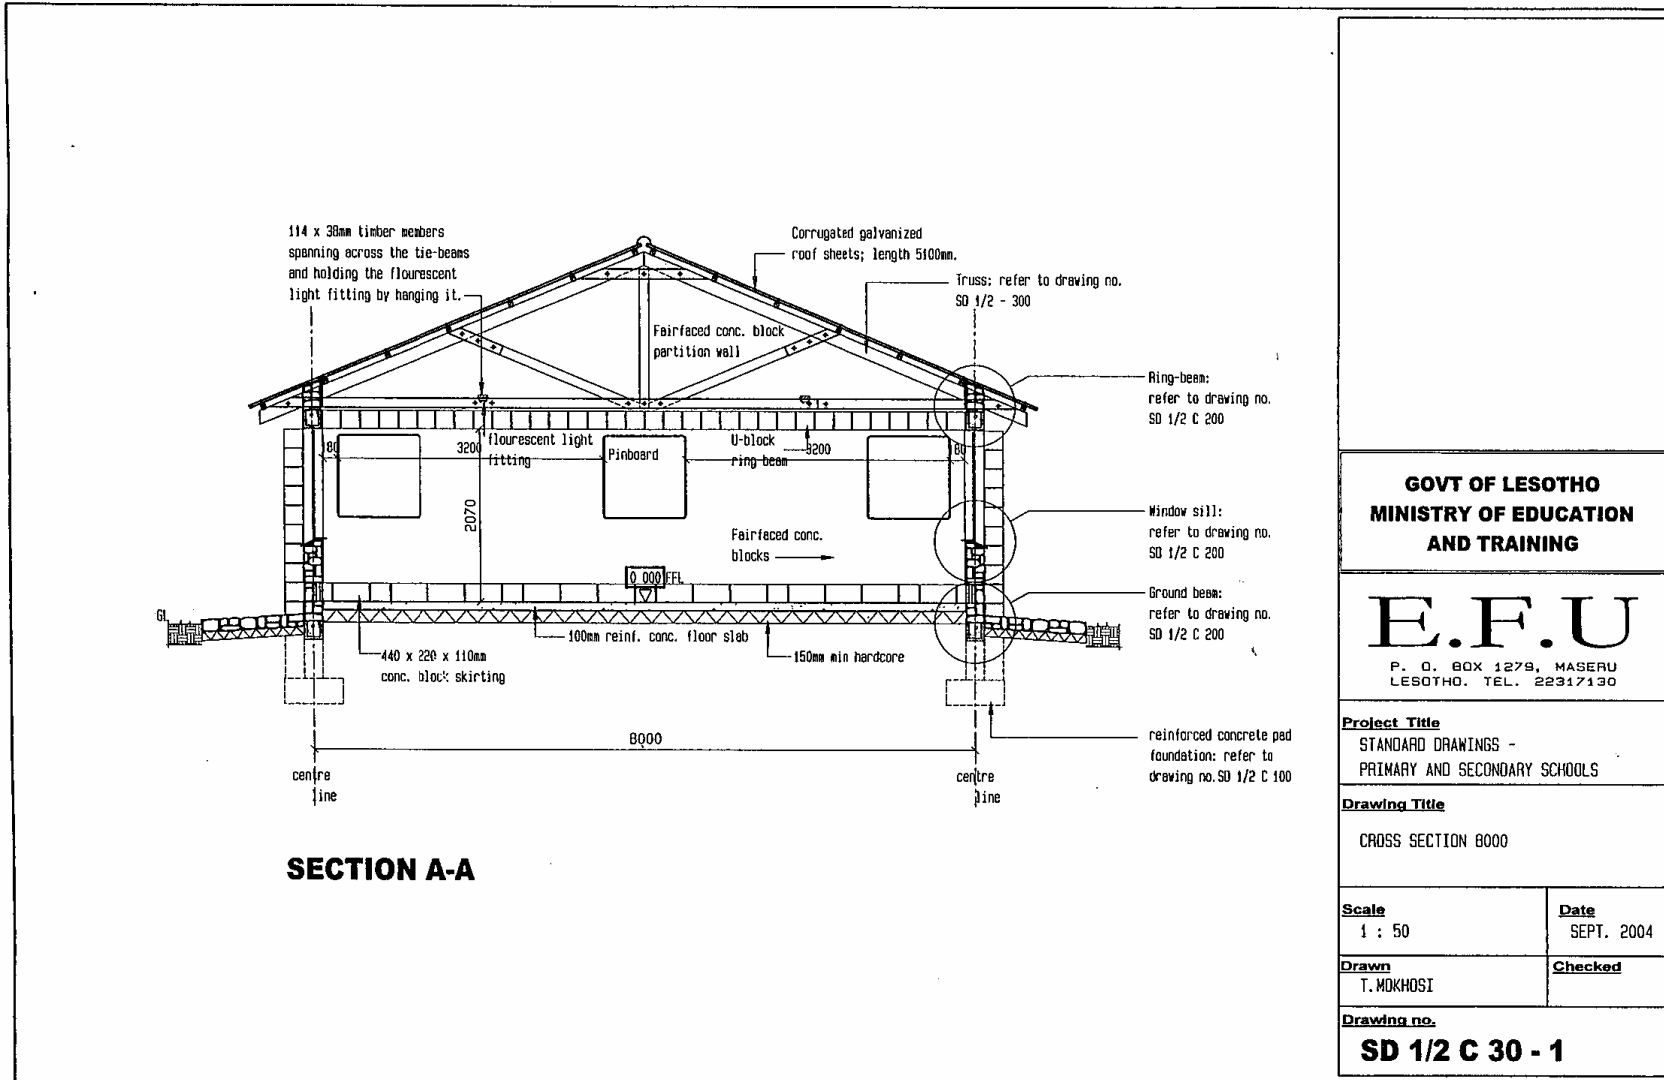 114 x 38mm timber members
spanning across the tie-beams
and holding the flourescent
light fitting by hanging it.
Corrugated galvanized
roof sheets; length 5100mm.
Truss: refer to drawing no.
SD 1/2 - 300
Fairfaced conc. block
partition wall
Ring-beam:
refer to drawing no.
SD 1/2 C 200
180
3200
flourescent light
fitting
Pinboard
U-block
ring beam
3200
180
2070
Window sill:
refer to drawing no.
SD 1/2 C 200
Fairfaced conc.
blocks
0 000 FFL
Ground beam:
refer to drawing no.
SD 1/2 C 200
GL
100mm reinf. conc. floor slab
440 x 220 x 110mm
conc. block skirting
150mm min hardcore
reinforced concrete pad
foundation: refer to
drawing no. SD 1/2 C 100
8000
centre
line
centre
line
SECTION A-A
GOVT OF LESOTHO
MINISTRY OF EDUCATION
AND TRAINING
E.F.U
P. O. BOX 1279, MASERU
LESOTHO. TEL. 22317130
Project Title
STANDARD DRAWINGS -
PRIMARY AND SECONDARY SCHOOLS
Drawing Title
CROSS SECTION 8000
Scale
1 : 50
Date
SEPT. 2004
Drawn
T.MOKHOSI
Checked
Drawing no.
SD 1/2 C 30 - 1